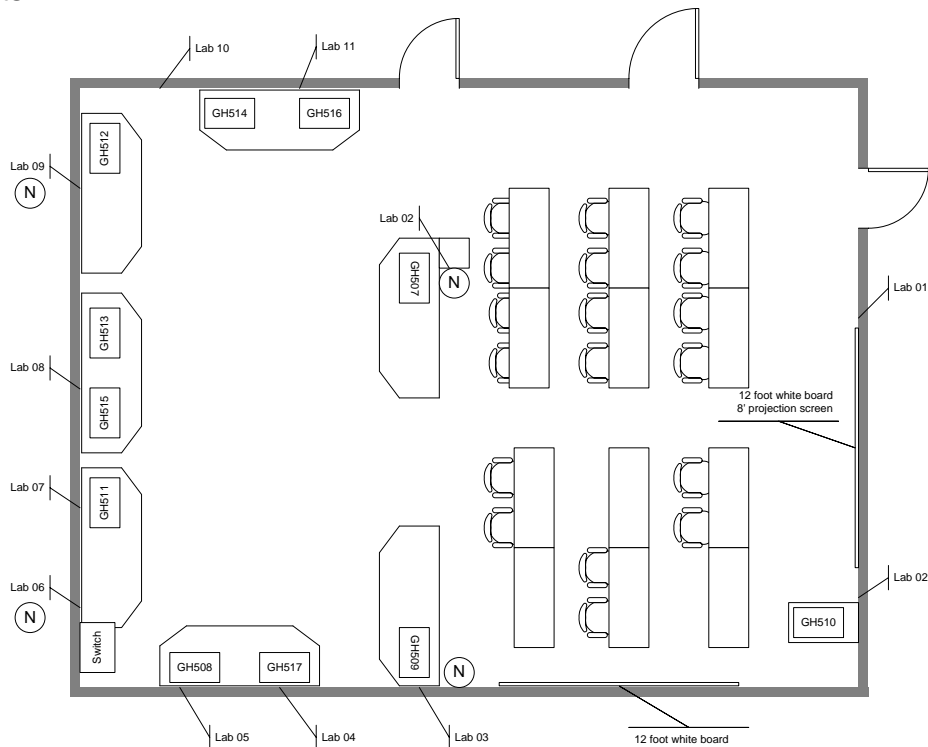 Lab 10
Lab 11
GH514
GH516
GH512
Lab 09
N
Lab 02
GH507
N
Lab 01
GH513
Lab 08
GH515
12 foot white board
8' projection screen
Lab 07
GH511
Lab 06
N
Lab 02
GH510
Switch
GH508
GH517
GH509
N
Lab 05
Lab 04
Lab 03
12 foot white board